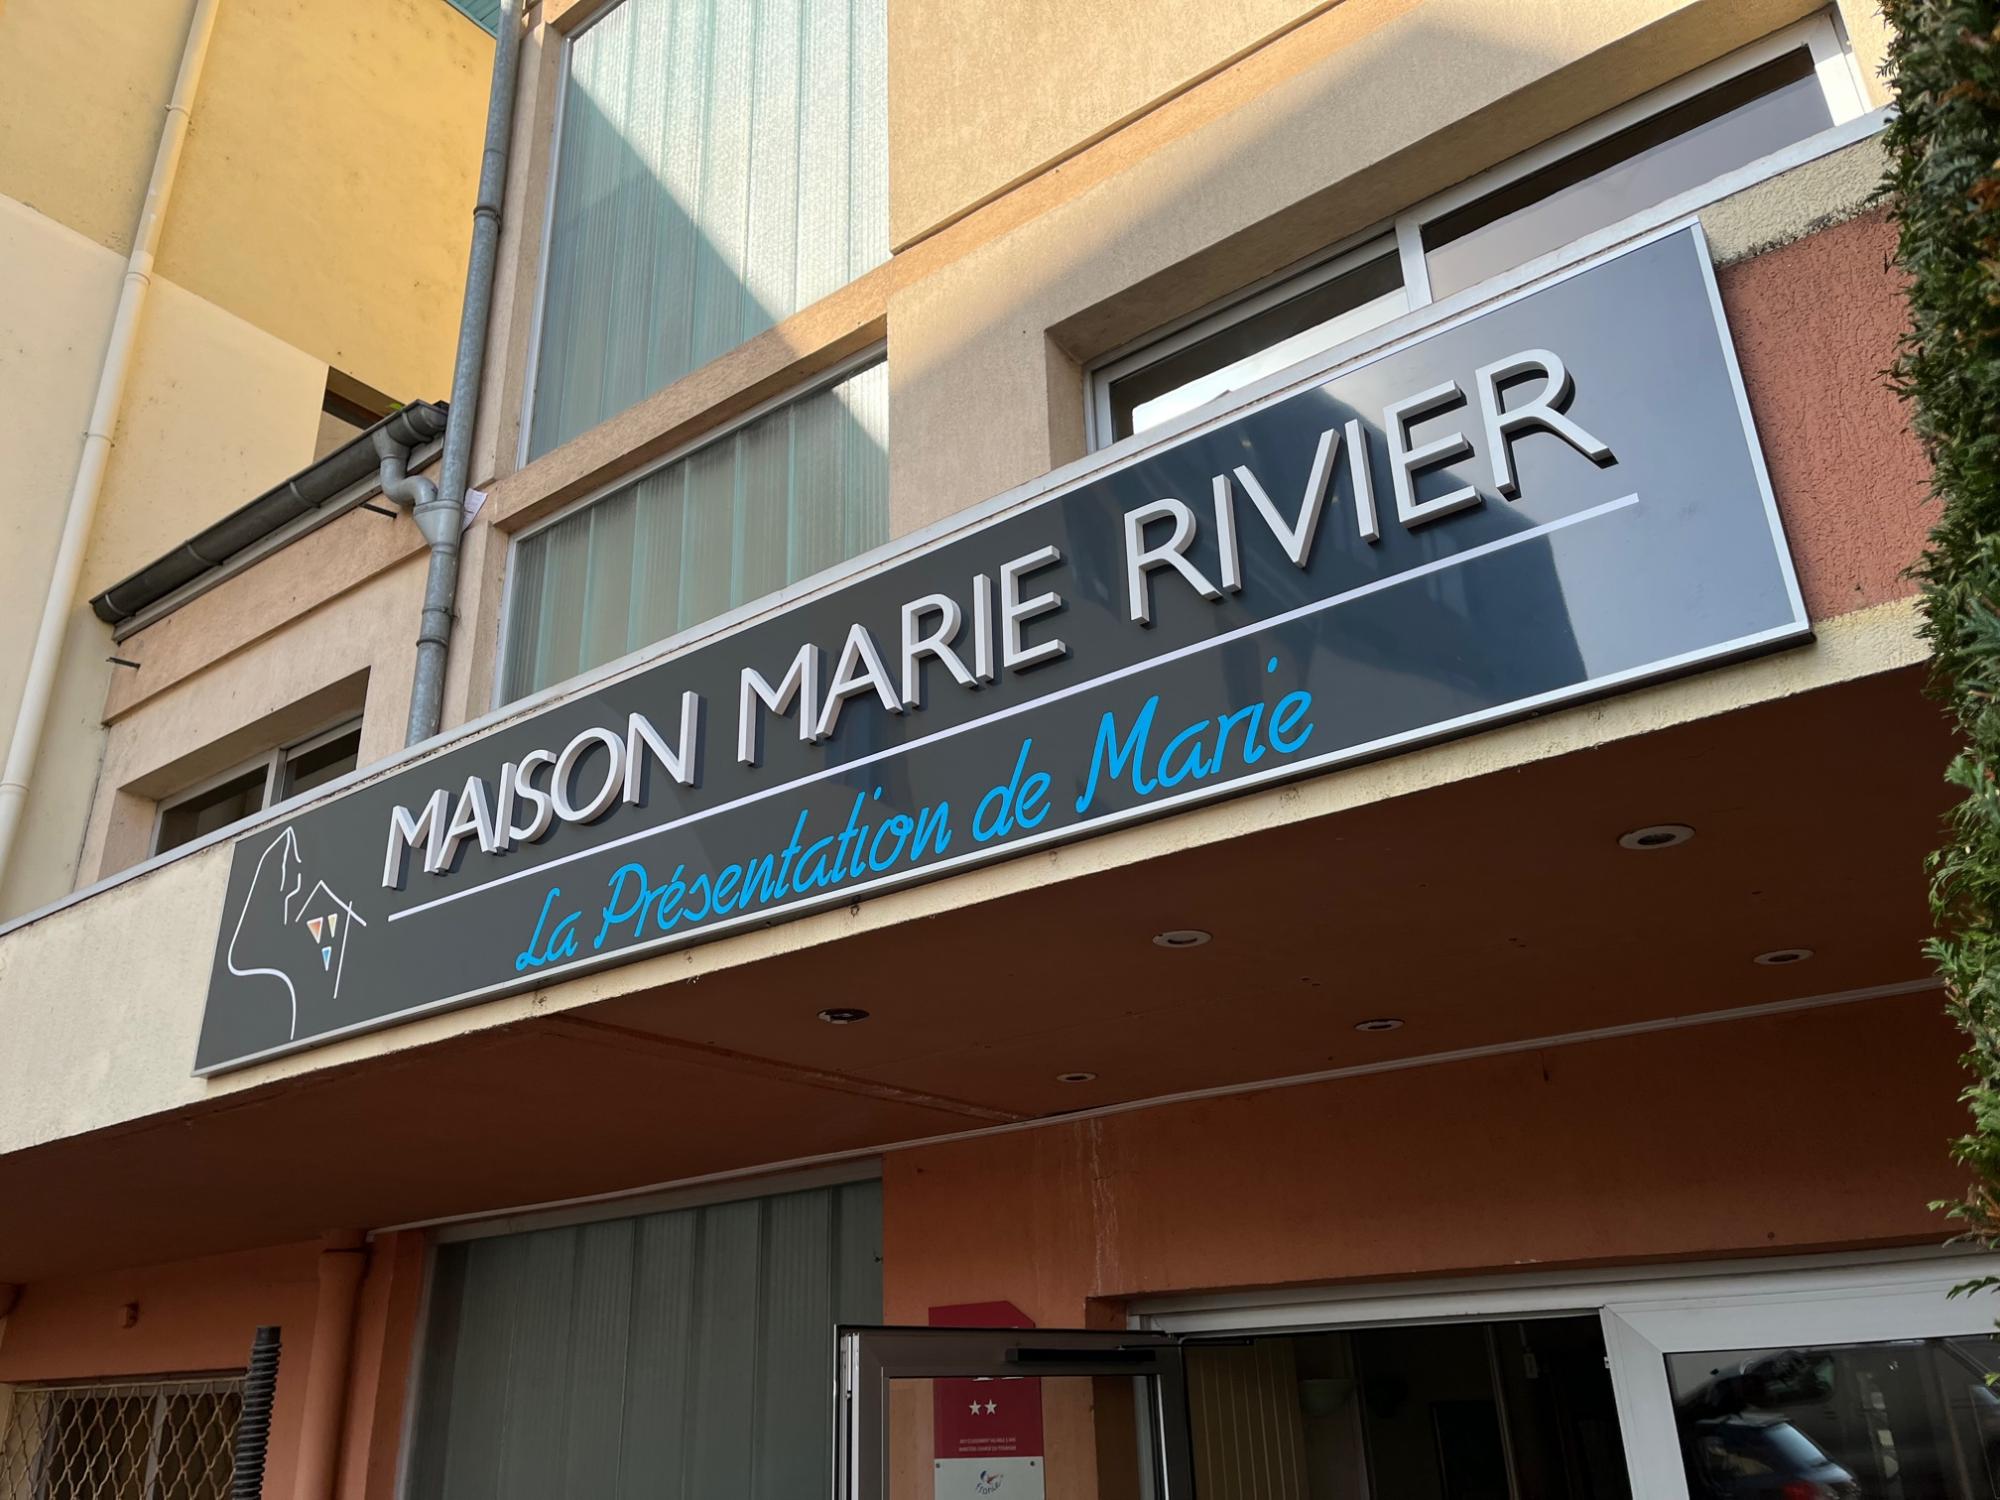 MAISON MARIE RIVIER
La Présentation de Marie
★★